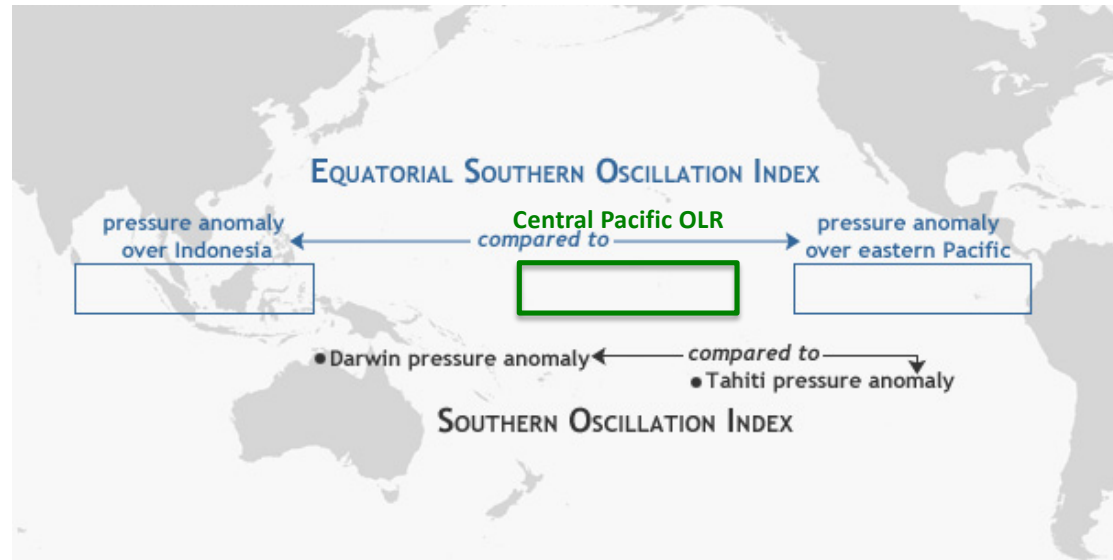 EQUATORIAL SOUTHERN OSCILLATION INDEX
Central Pacific OLR
pressure anomaly
over Indonesia
compared to
pressure anomaly
over eastern Pacific
Darwin pressure anomaly
compared to
Tahiti pressure anomaly
SOUTHERN OSCILLATION INDEX